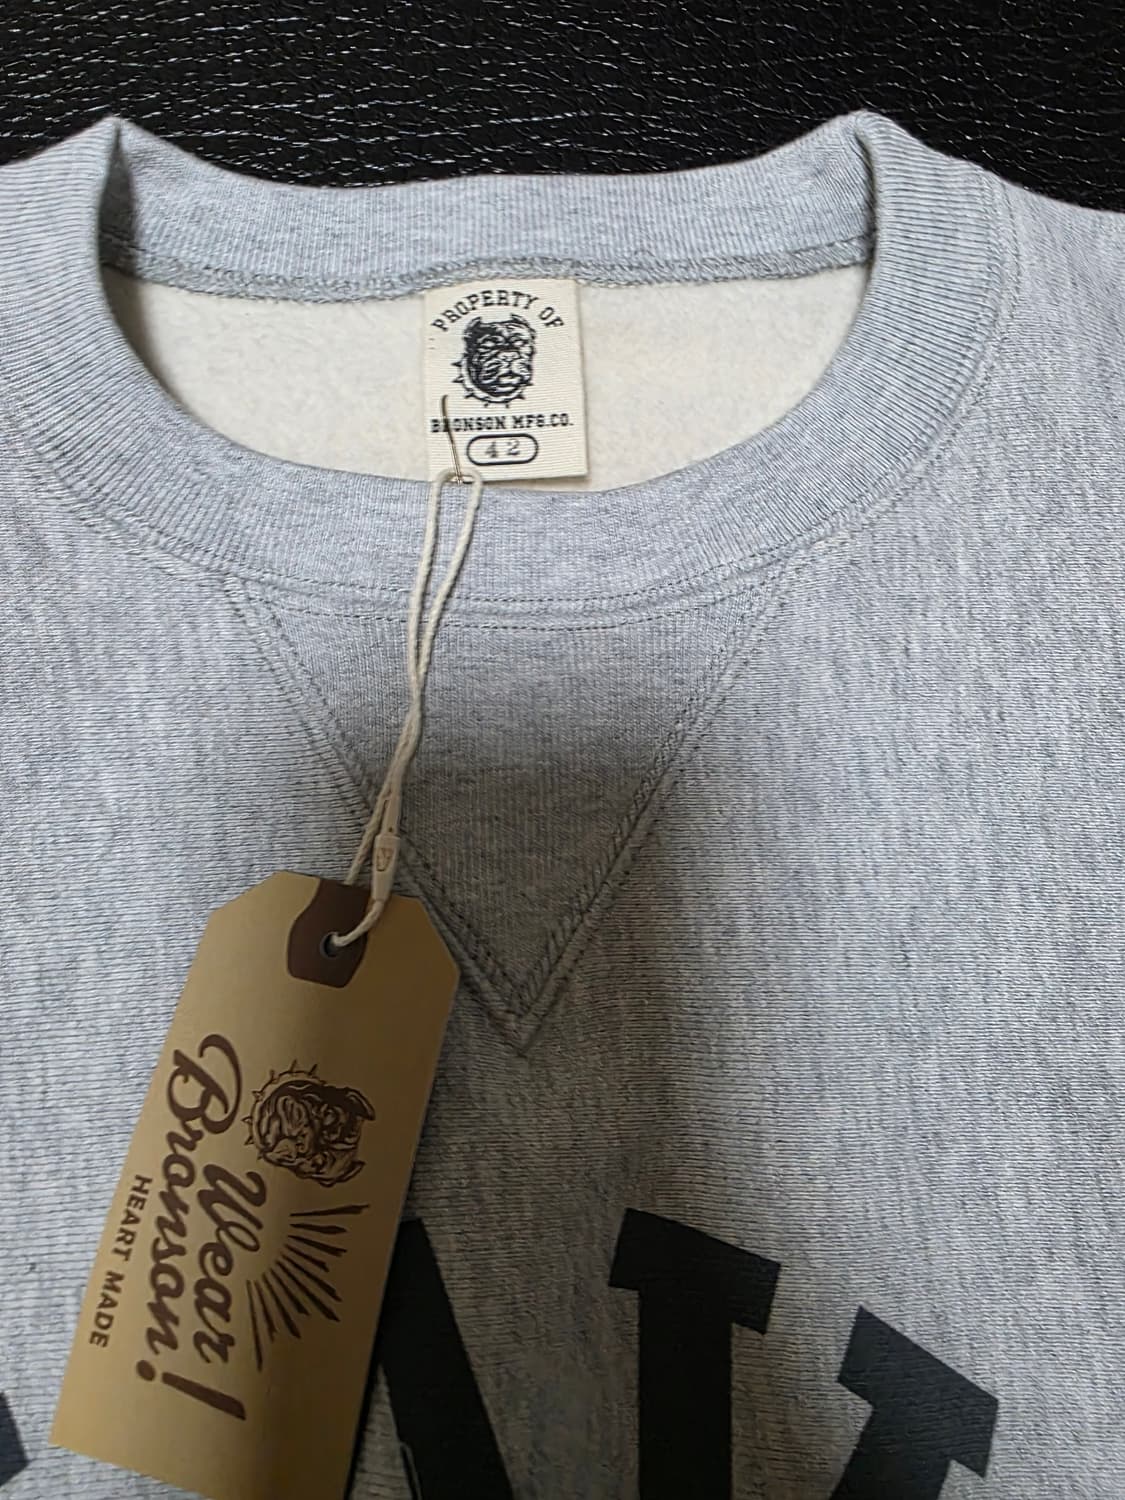 PROPERTY OF
BRONSON MFG.CO.
42
Wear
Bronson!
HEART MADE